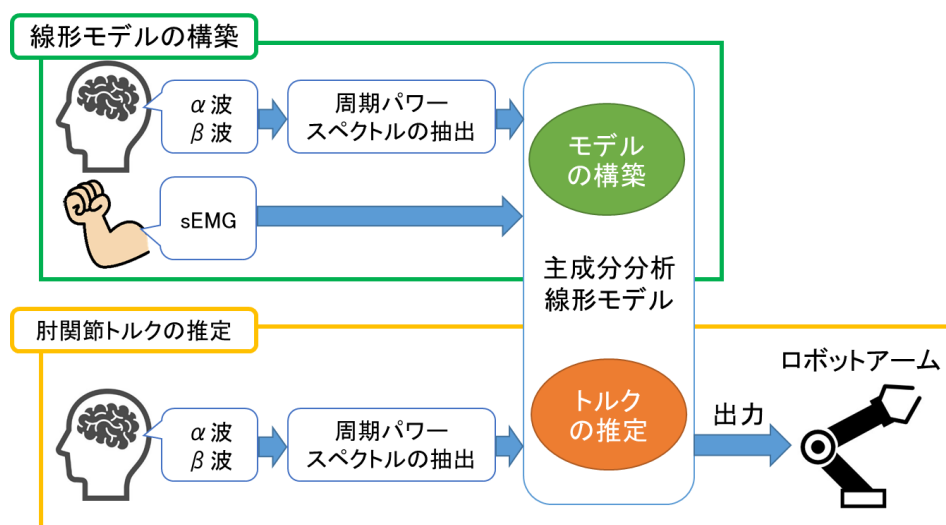 線形モデルの構築
α波
β波
周期パワー
スペクトルの抽出
モデル
の構築
sEMG
主成分分析
線形モデル
肘関節トルクの推定
ロボットアーム
α波
β波
周期パワー
スペクトルの抽出
トルク
の推定
出力